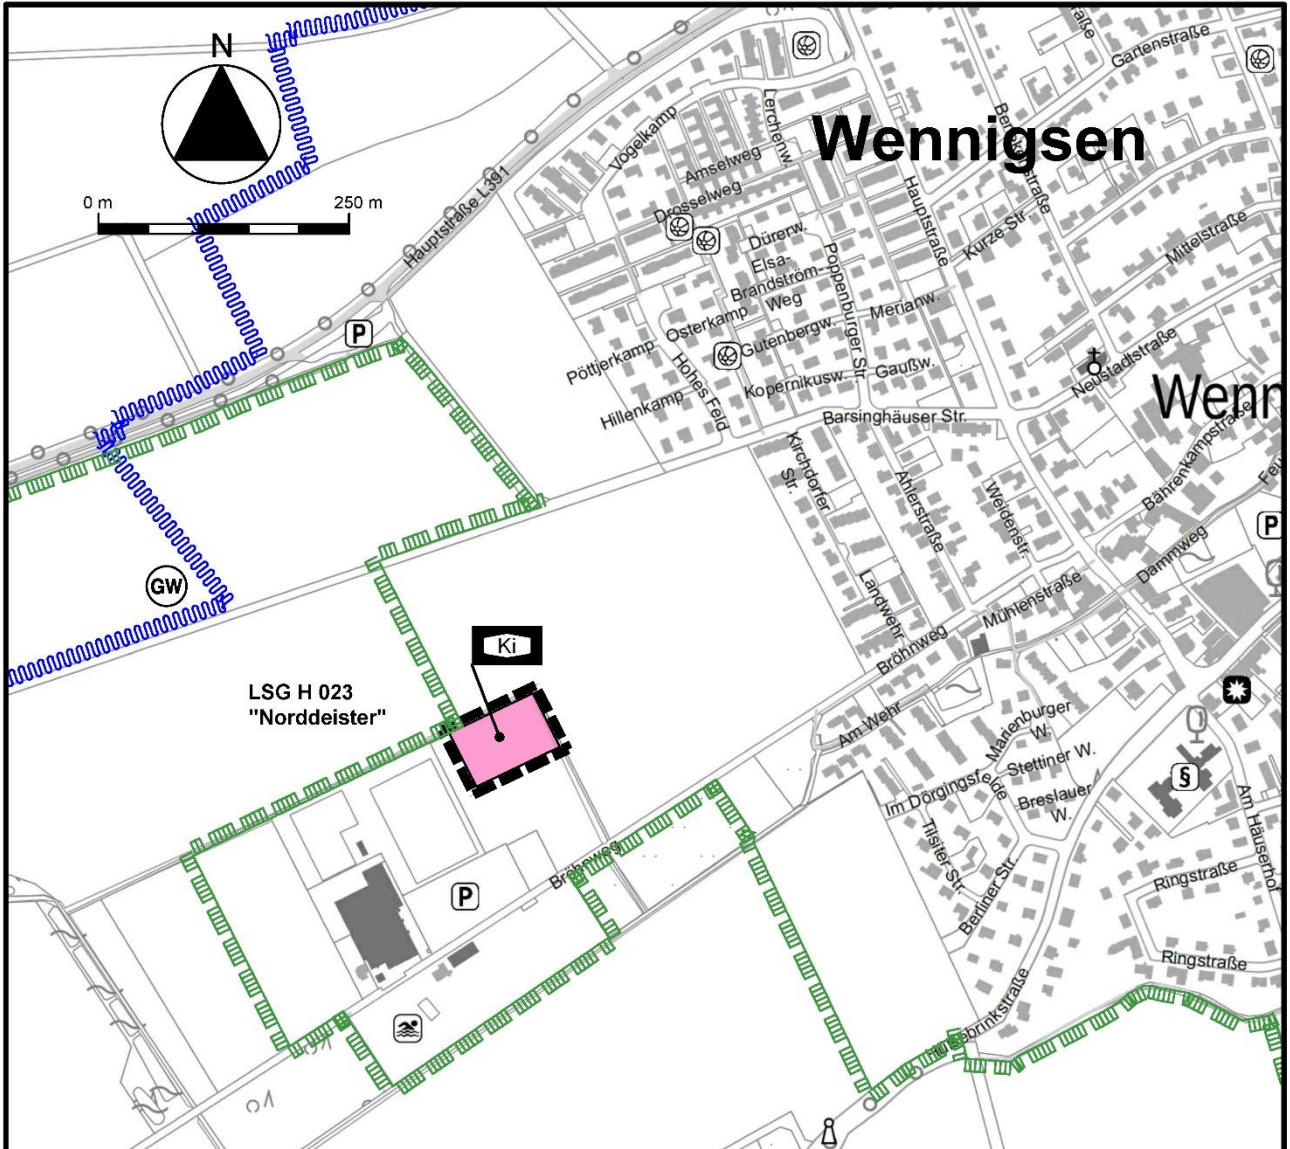 N
0 m
250 m
Hauptstraße L391
P
GW
LSG H 023
"Norddeister"
Ki
P
Wennigsen
Vogelkamp
Lerchenw.
Amselweg
Drosselweg
Dürerw.
Elsa-
Brandström-
Weg
Osterkamp
Gutenbergw.
Pöttjerkamp
Hillenkamp
Hohes Feld
Kopernikusw.
Poppenburger Str.
Merianw.
Gaußw.
Barsinghäuser Str.
Hauptstraße
Kurze Str.
Gartenstraße
Mittelstraße
Neustadtstraße
Wenn
Bährenkampstraße
P
Kirchdorfer
Str.
Ahlerstraße
Weidenstr.
Landwehr
Bröhnweg
Mühlenstraße
Dammweg
Am Wehr
Marienburger
W.
Stettiner W.
Breslauer
W.
Im Dörgingsfelde
Tilsiter Str.
Berliner Str.
§
Am Häuserhof
Ringstraße
Ringstraße
Bröhnweg